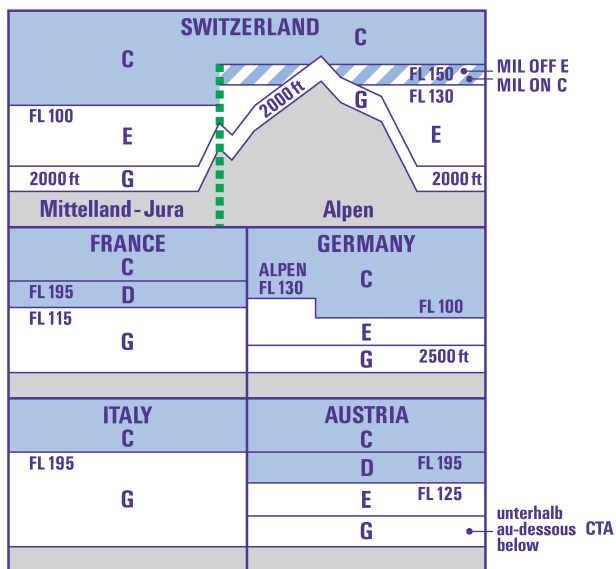 SWITZERLAND
C
C
FL 150
MIL OFF E
MIL ON C
FL 100
2000 ft
G
FL 130
E
E
2000 ft
G
2000 ft
Mittelland - Jura
Alpen
FRANCE
C
FL 195
D
FL 115
G
GERMANY
ALPEN
FL 130
C
FL 100
E
G
2500 ft
ITALY
C
FL 195
G
AUSTRIA
C
D
FL 195
E
FL 125
G
unterhalb
au-dessous CTA
below